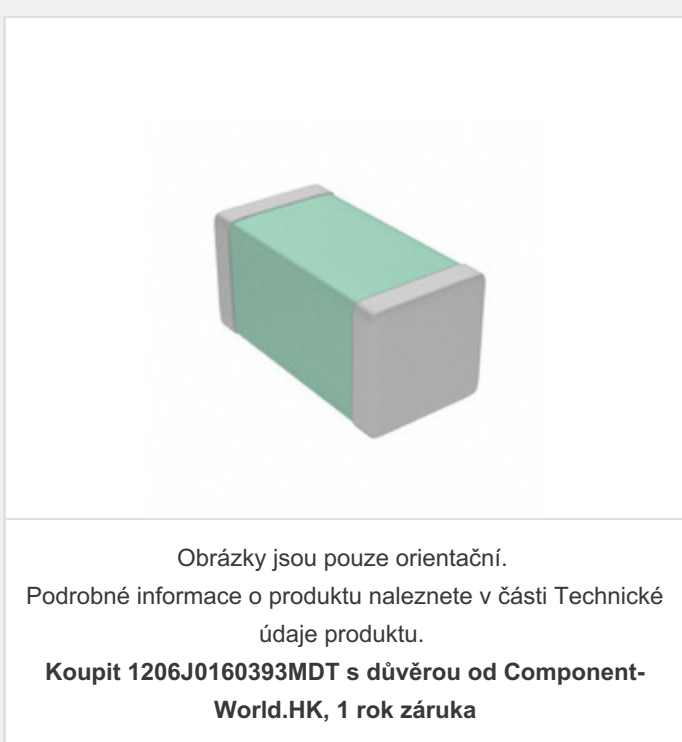 Obrázky jsou pouze orientační.
Podrobné informace o produktu naleznete v části Technické
údaje produktu.
Koupit 1206J0160393MDT s důvěrou od Component-
World.HK, 1 rok záruka